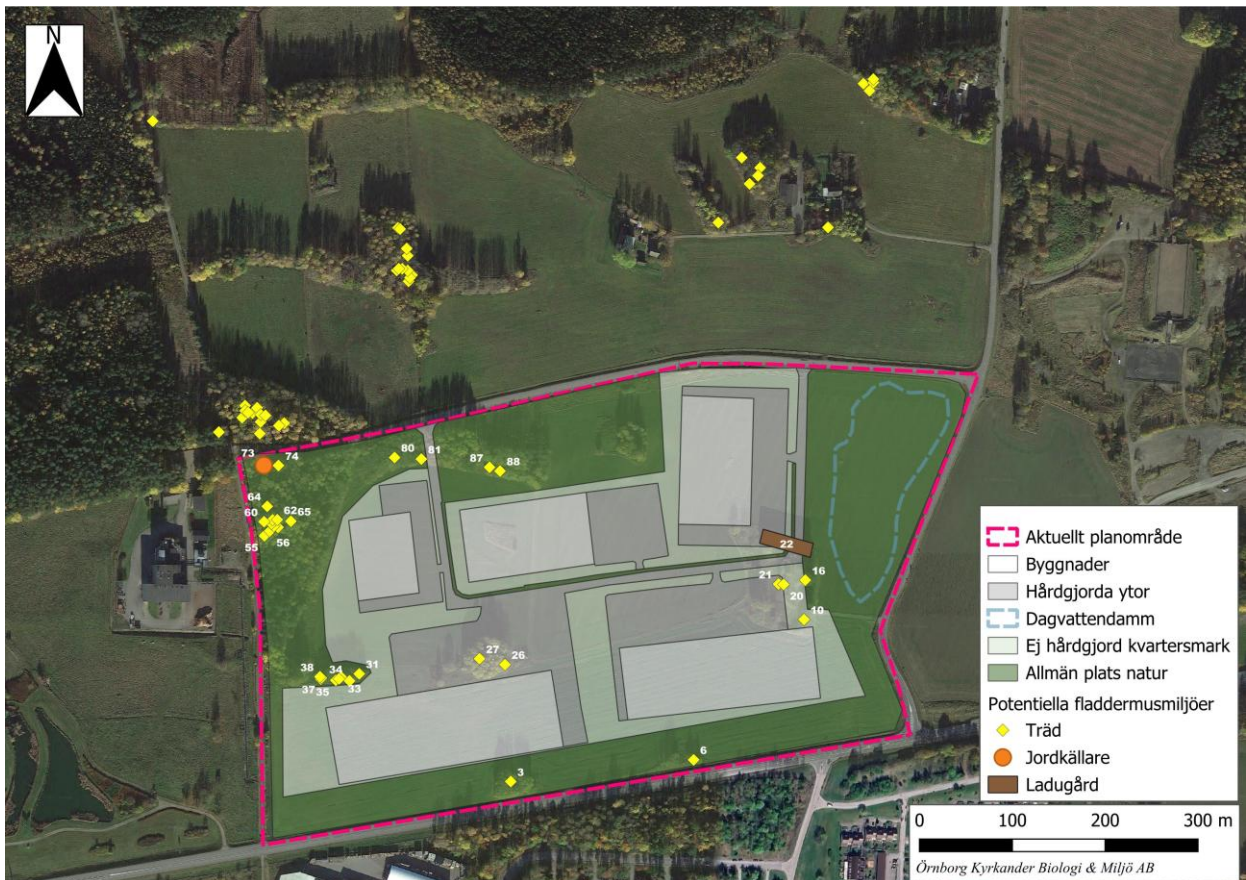 N
73
74
80
81
87
88
64
60
62
65
55
56
22
21
20
16
10
27
26
38
34
31
37
35
33
6
3
Aktuellt planområde
Byggnader
Hårdgjorda ytor
Dagvattendamm
Ej hårdgjord kvartersmark
Allmän plats natur
Potentiella fladdermusmiljöer
Träd
Jordkällare
Ladugård
0 100 200 300 m
Örnborg Kyrkander Biologi & Miljö AB